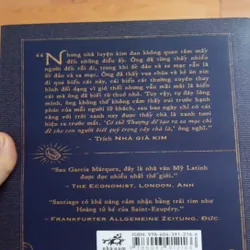 "Nhưng nhà luyện kim đan không quan tâm mấy
đến những điều ấy. Ông đã từng thấy nhiều
người đến rồi đi, trong khi ốc đảo và sa mạc vẫn là
ốc đảo và sa mạc. Ông đã thấy vua chúa và kẻ ăn xin
đi qua biển cát này, cái biển cát thường xuyên thay
hình đổi dạng vì gió thổi nhưng vẫn mãi mãi là biển cát
mà ông đã biết từ thuở nhỏ. Tuy vậy, tự đáy lòng
mình, ông không thể không cảm thấy vui trước hạnh
phúc của mỗi người lữ khách, sau bao ngày chỉ có cát
vàng với trời xanh nay được thấy chà là xanh tươi hiện
ra trước mắt. 'Có thể Thượng đế tạo ra sa mạc chỉ
để cho con người biết quý trọng cây chà là,' ông nghĩ."
- Trích NHÀ GIẢ KIM
"Sau Garcia Márquez, đây là nhà văn Mỹ Latinh
được đọc nhiều nhất thế giới."
- THE ECONOMIST, LONDON, ANH
"Santiago có khả năng cảm nhận bằng trái tim như
Hoàng tử bé của Saint-Exupéry."
- FRANKFURTER ALLGEMEINE ZEITUNG, ĐỨC
nhanam